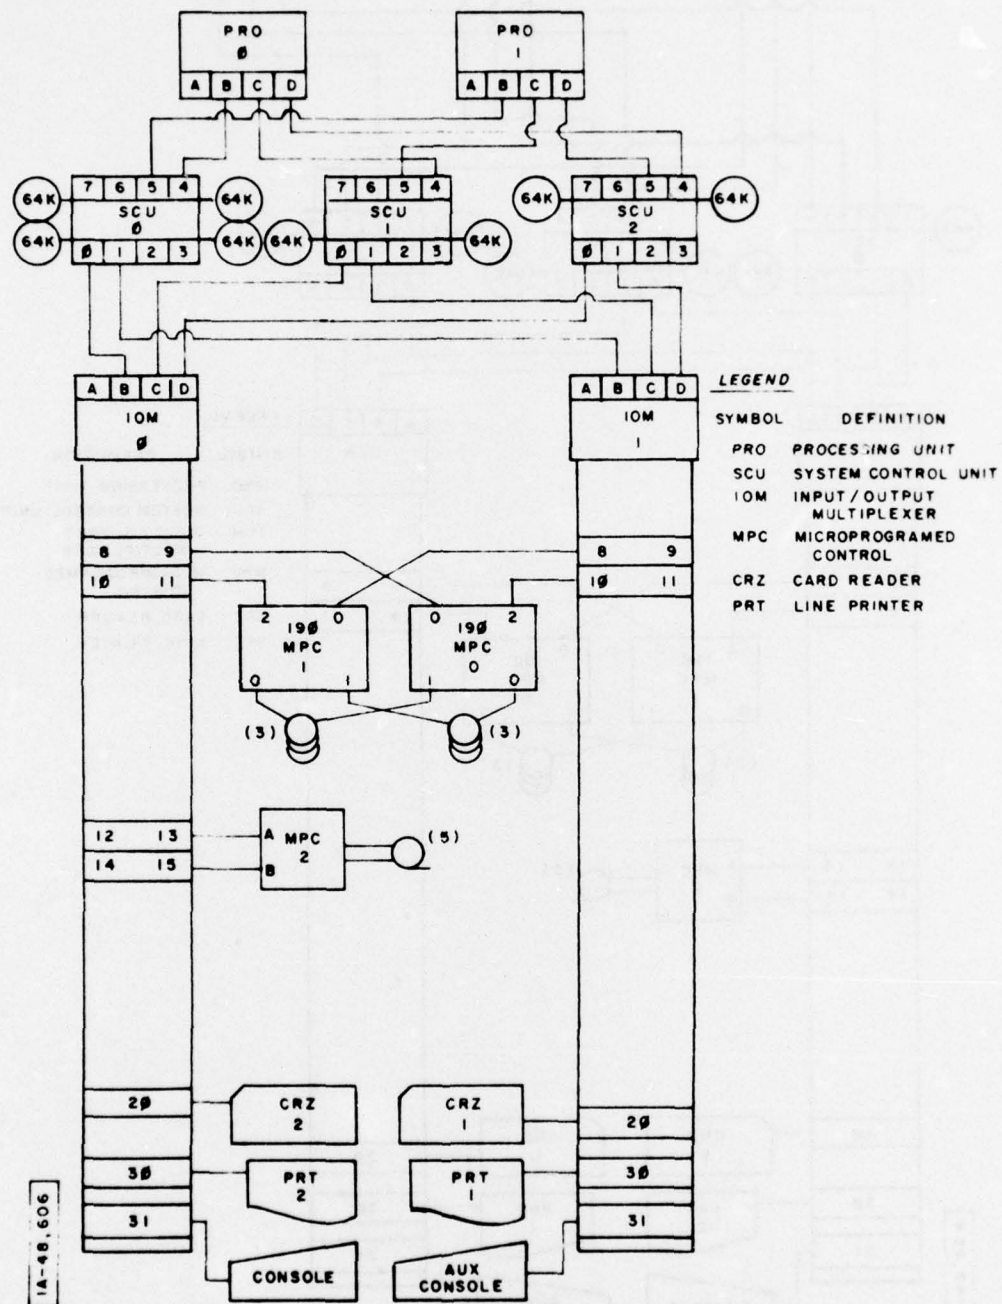 PRO
Ø
A B C D
PRO
1
A B C D
7 6 5 4
SCU
Ø
Ø 1 2 3
64K
64K
64K
64K
7 6 5 4
SCU
1
Ø 1 2 3
64K
64K
7 6 5 4
SCU
2
Ø 1 2 3
64K
64K
A B C D
IOM
Ø
A B C D
IOM
1
LEGEND
SYMBOL DEFINITION
PRO PROCESSING UNIT
SCU SYSTEM CONTROL UNIT
IOM INPUT/OUTPUT
MULTIPLEXER
MPC MICROPROGRAMED
CONTROL
CRZ CARD READER
PRT LINE PRINTER
8 9
1Ø 11
8 9
1Ø 11
2 0
19Ø
MPC
1
0 1
0 2
19Ø
MPC
0
1 0
(3)
(3)
12 13
14 15
A
B
MPC
2
(5)
2Ø
CRZ
2
CRZ
1
2Ø
3Ø
PRT
2
PRT
1
3Ø
31
CONSOLE
AUX
CONSOLE
31
IA-48,606